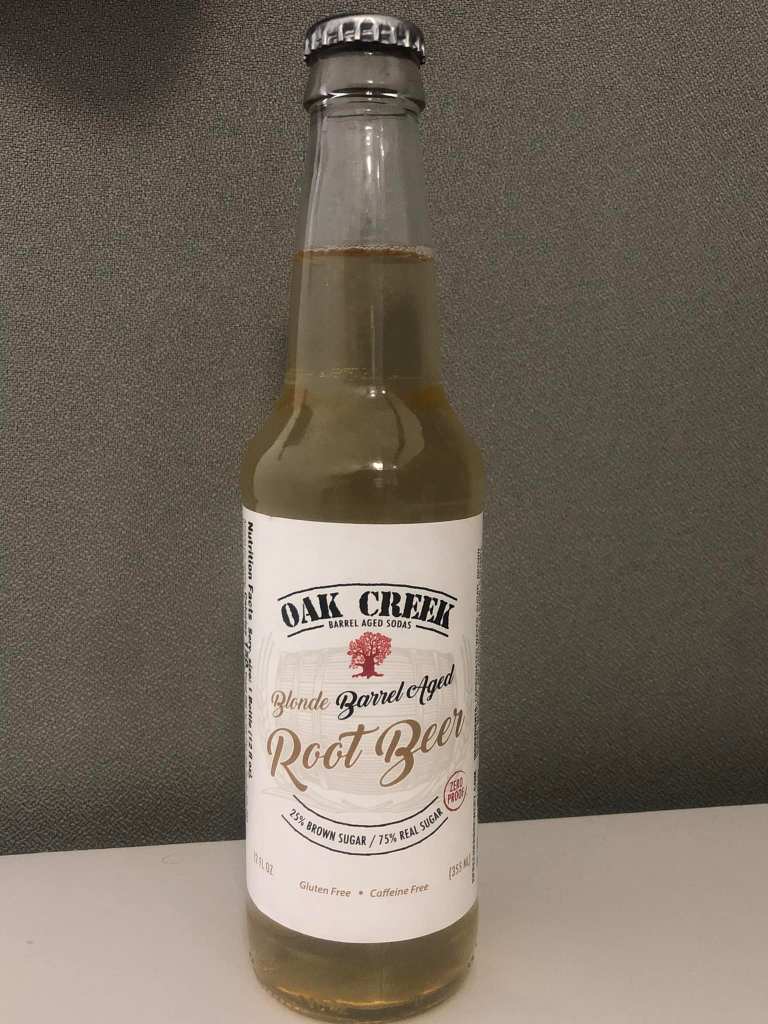 OAK CREEK
BARREL AGED SODAS
Blonde Barrel Aged
Root Beer
ZERO
PROOF
25% BROWN SUGAR / 75% REAL SUGAR
12 FL OZ
(355 ML)
Gluten Free • Caffeine Free
Nutrition Facts